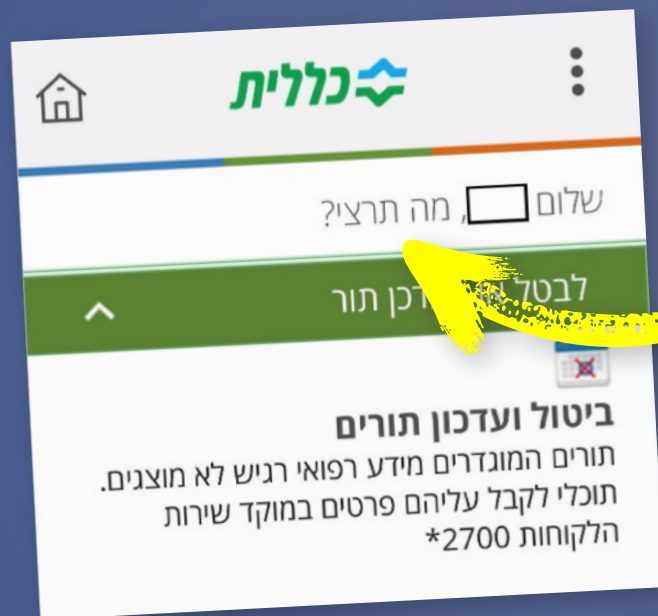 כללית
שלום , מה תרצי?
לבטל דכן תור
ביטול ועדכון תורים
תורים המוגדרים מידע רפואי רגיש לא מוצגים.
תוכלי לקבל עליהם פרטים במוקד שירות
הלקוחות 2700*